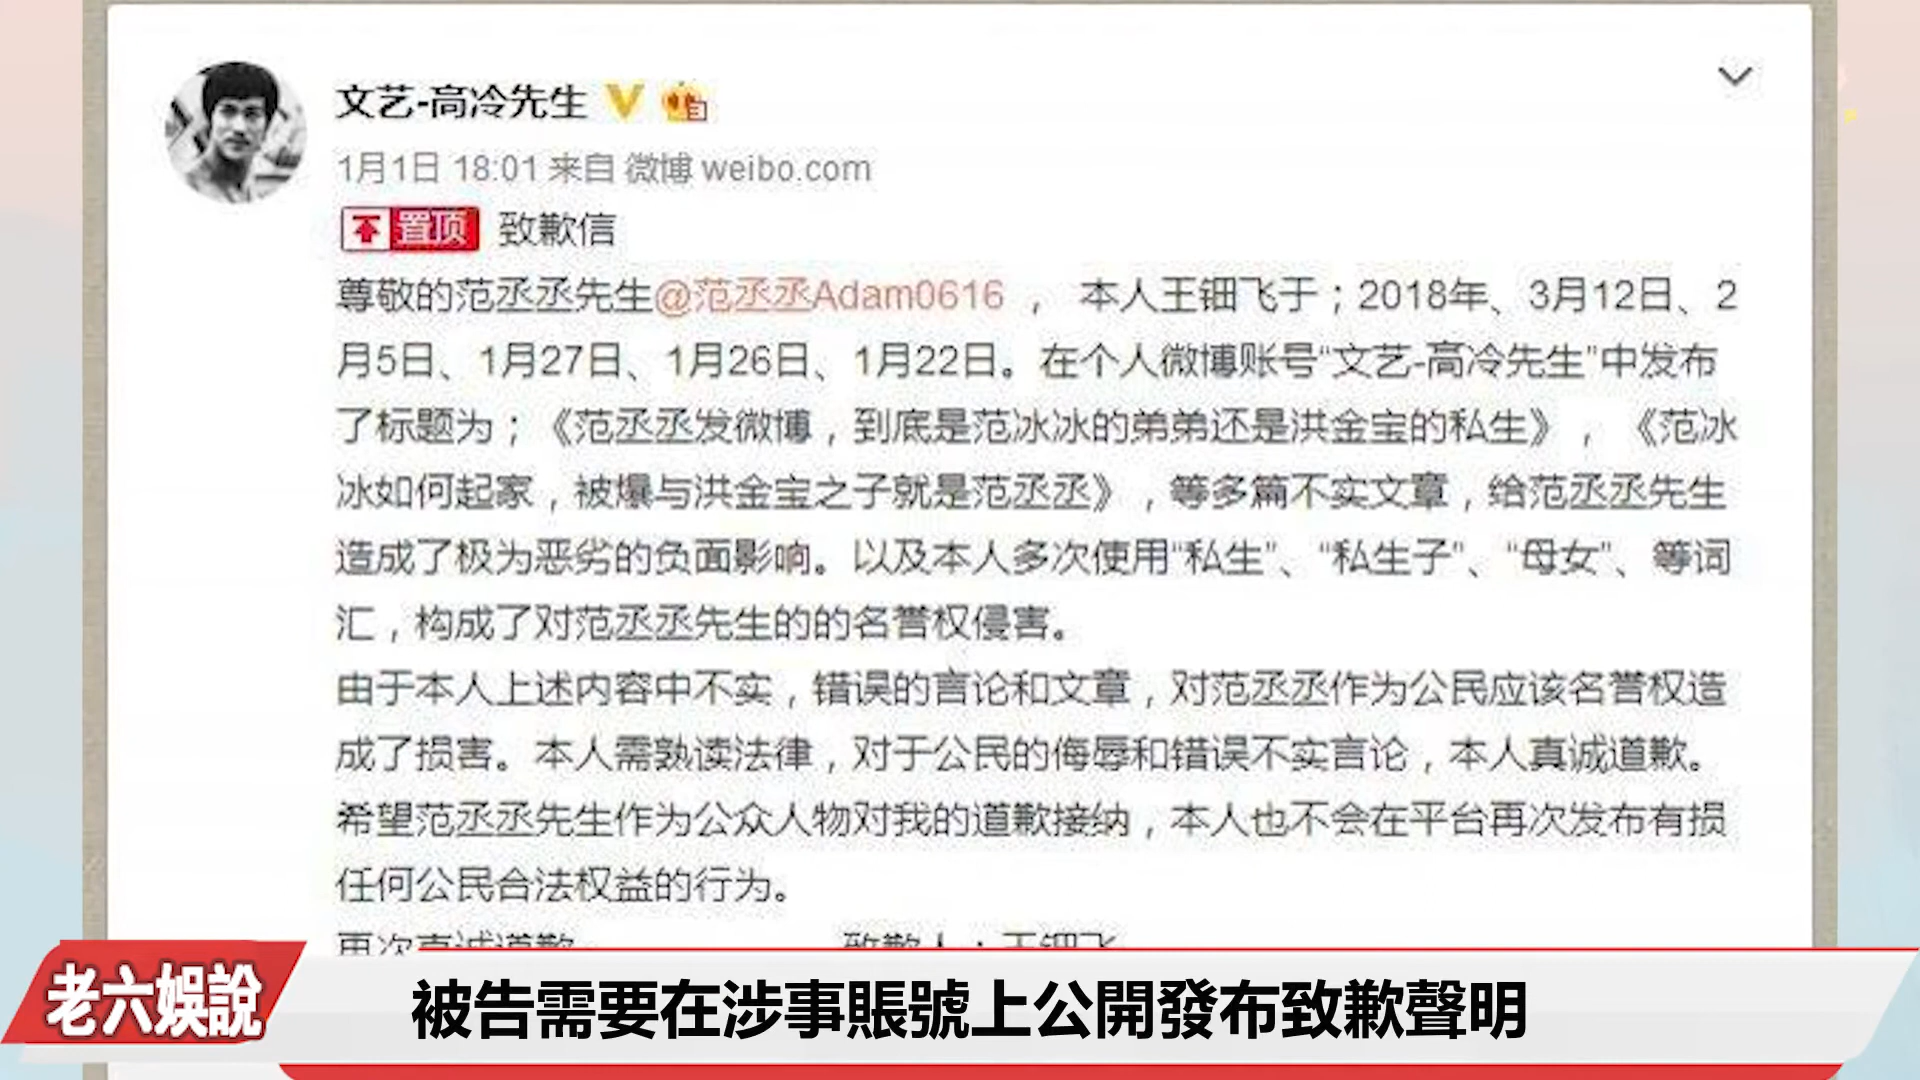 文艺-高冷先生
1月1日 18:01 来自 微博 weibo.com
置顶 致歉信
尊敬的范丞丞先生@范丞丞Adam0616 ， 本人王钿飞于；2018年、3月12日、2
月5日、1月27日、1月26日、1月22日。在个人微博账号“文艺-高冷先生”中发布
了标题为；《范丞丞发微博，到底是范冰冰的弟弟还是洪金宝的私生》，《范冰
冰如何起家，被爆与洪金宝之子就是范丞丞》，等多篇不实文章，给范丞丞先生
造成了极为恶劣的负面影响。以及本人多次使用“私生”、“私生子”、“母女”、等词
汇，构成了对范丞丞先生的的名誉权侵害。
由于本人上述内容中不实，错误的言论和文章，对范丞丞作为公民应该名誉权造
成了损害。本人需熟读法律，对于公民的侮辱和错误不实言论，本人真诚道歉。
希望范丞丞先生作为公众人物对我的道歉接纳，本人也不会在平台再次发布有损
任何公民合法权益的行为。
再次真诚道歉 致歉人：王钿飞
老六娛說
被告需要在涉事賬號上公開發布致歉聲明